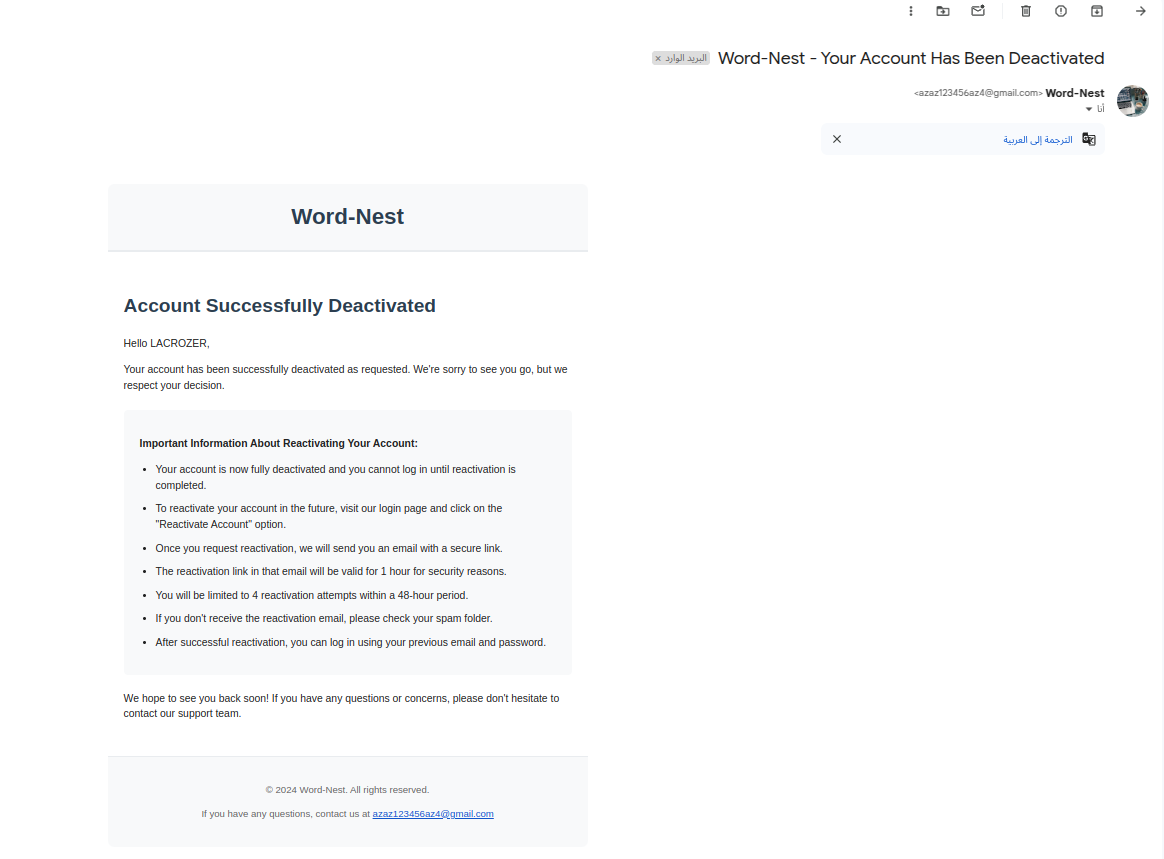 Word-Nest - Your Account Has Been Deactivated البريد الوارد ×
Word-Nest <azaz123456az4@gmail.com>
أنا
الترجمة إلى العربية
Word-Nest
Account Successfully Deactivated
Hello LACROZER,
Your account has been successfully deactivated as requested. We're sorry to see you go, but we
respect your decision.
Important Information About Reactivating Your Account:
• Your account is now fully deactivated and you cannot log in until reactivation is
completed.
• To reactivate your account in the future, visit our login page and click on the
"Reactivate Account" option.
• Once you request reactivation, we will send you an email with a secure link.
• The reactivation link in that email will be valid for 1 hour for security reasons.
• You will be limited to 4 reactivation attempts within a 48-hour period.
• If you don't receive the reactivation email, please check your spam folder.
• After successful reactivation, you can log in using your previous email and password.
We hope to see you back soon! If you have any questions or concerns, please don't hesitate to
contact our support team.
© 2024 Word-Nest. All rights reserved.
If you have any questions, contact us at azaz123456az4@gmail.com